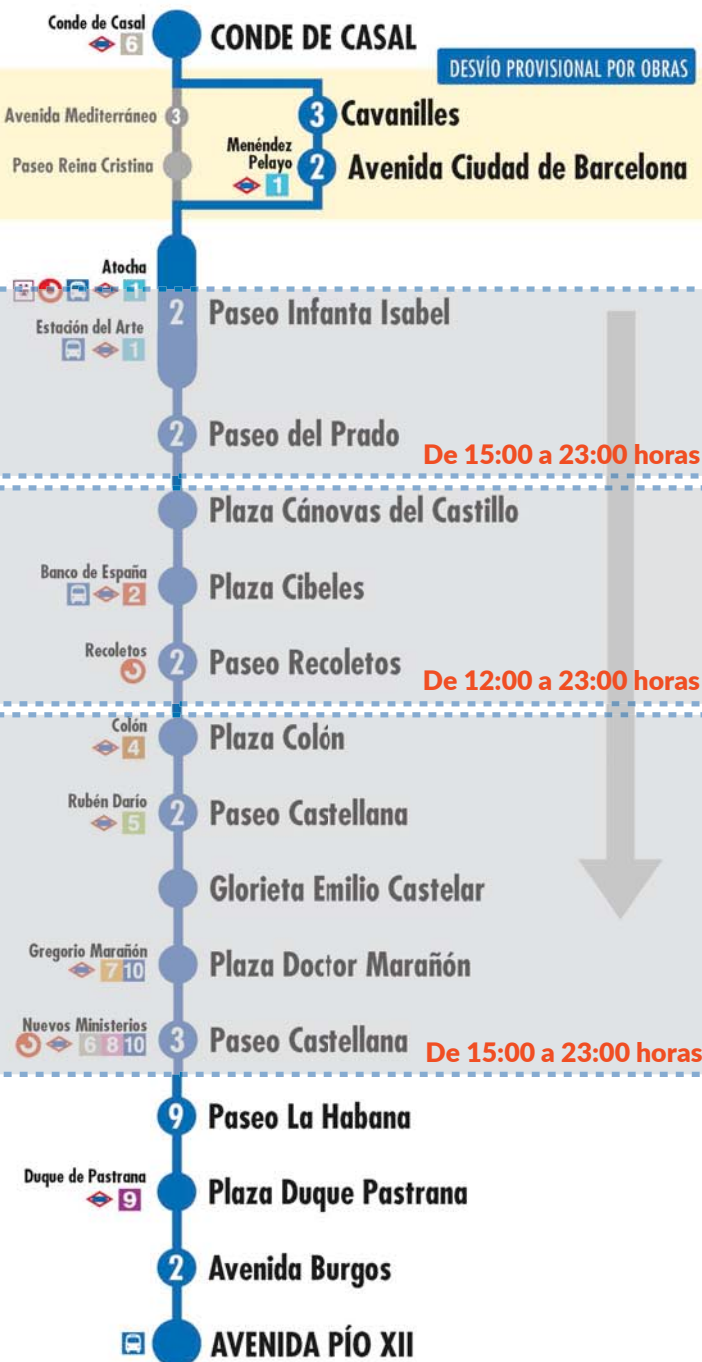 Conde de Casal
6
CONDE DE CASAL
DESVÍO PROVISIONAL POR OBRAS
Avenida Mediterráneo
3
3
Cavanilles
Paseo Reina Cristina
Menéndez
Pelayo
1
2
Avenida Ciudad de Barcelona
Atocha
1
Estación del Arte
1
2
Paseo Infanta Isabel
2
Paseo del Prado
De 15:00 a 23:00 horas
Plaza Cánovas del Castillo
Banco de España
2
Plaza Cibeles
Recoletos
2
Paseo Recoletos
De 12:00 a 23:00 horas
Colón
4
Plaza Colón
Rubén Darío
5
2
Paseo Castellana
Glorieta Emilio Castelar
Gregorio Marañón
7 10
Plaza Doctor Marañón
Nuevos Ministerios
6 8 10
3
Paseo Castellana
De 15:00 a 23:00 horas
9
Paseo La Habana
Duque de Pastrana
9
Plaza Duque Pastrana
2
Avenida Burgos
AVENIDA PÍO XII